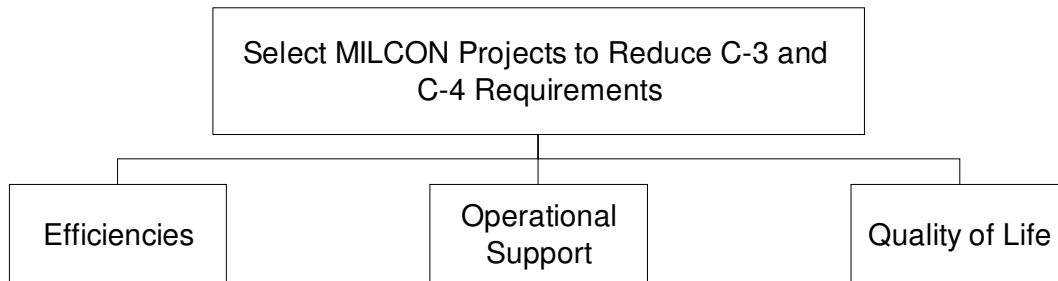 Select MILCON Projects to Reduce C-3 and
C-4 Requirements
Efficiencies
Operational
Support
Quality of Life